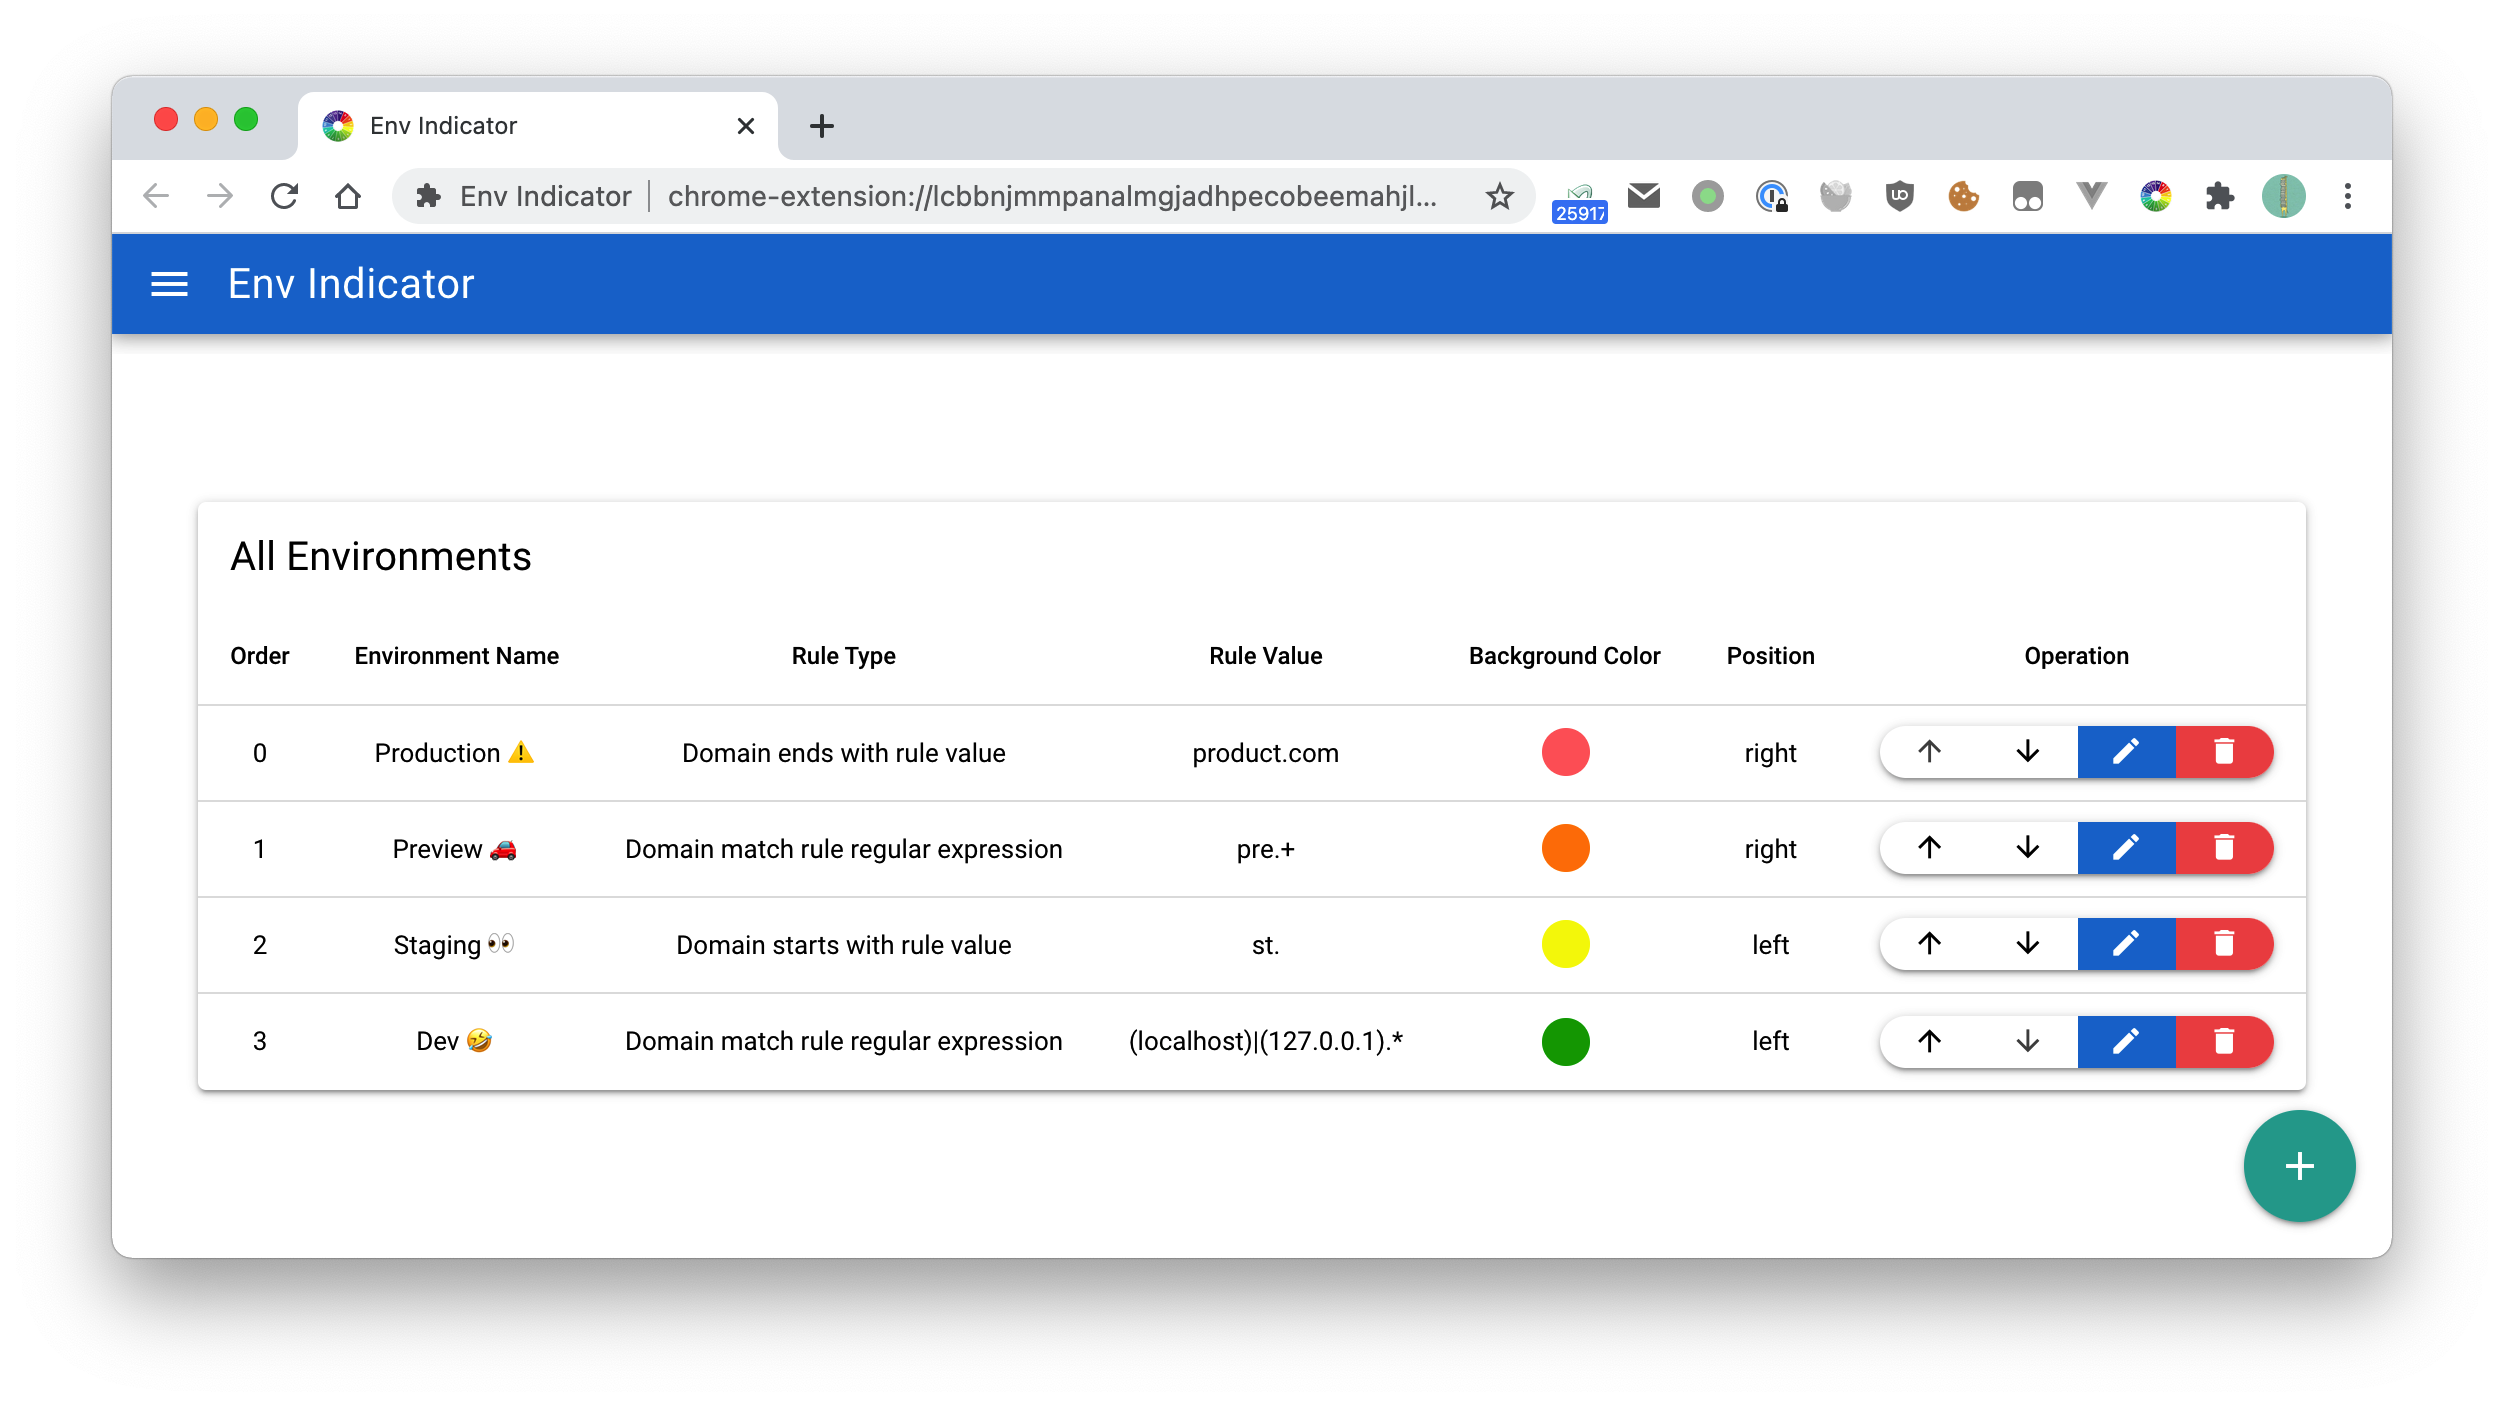 Env Indicator
Env Indicator | chrome-extension://lcbbnjmmpanalmgjadhpecobeemahjl...
25917
Env Indicator
All Environments
Order Environment Name Rule Type Rule Value Background Color Position Operation
0 Production ⚠️ Domain ends with rule value product.com right
1 Preview 🚗 Domain match rule regular expression pre.+ right
2 Staging 👀 Domain starts with rule value st. left
3 Dev 🤣 Domain match rule regular expression (localhost)|(127.0.0.1).* left